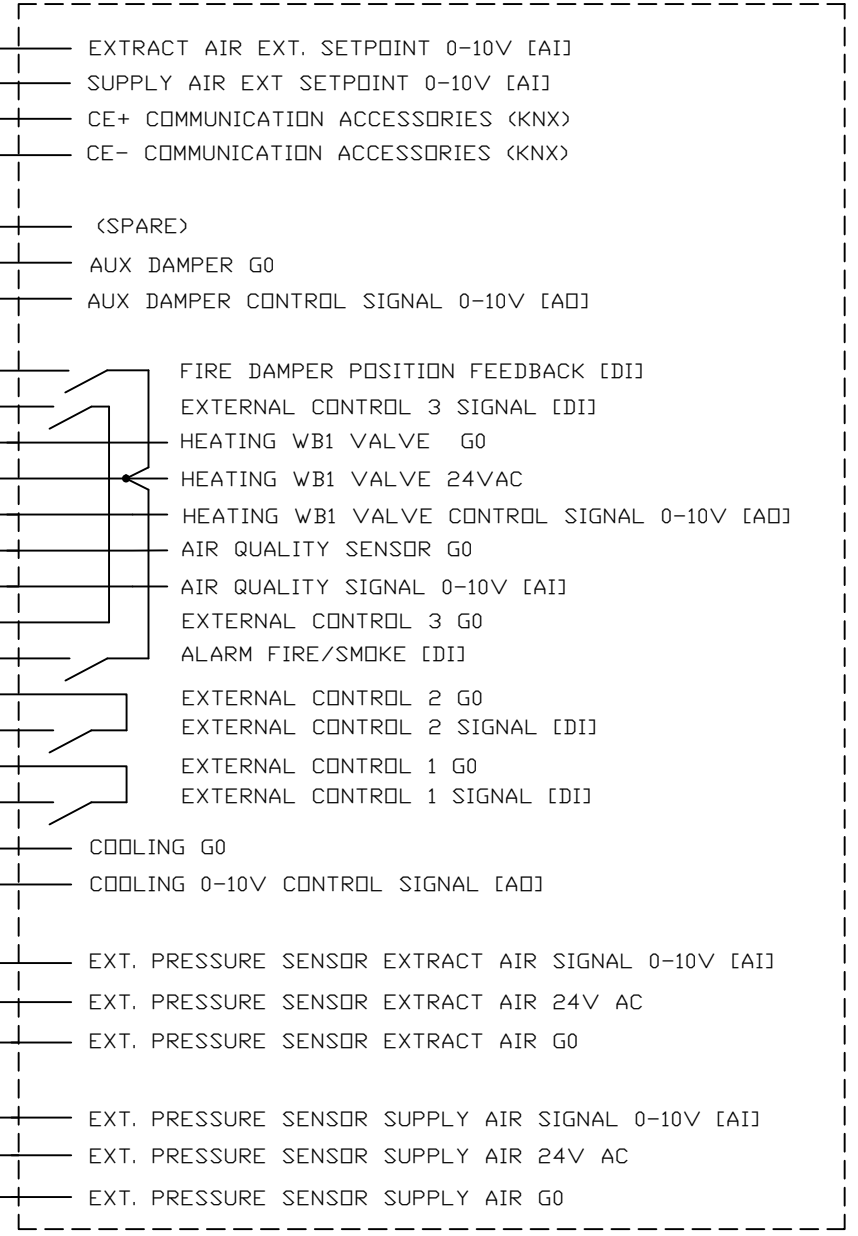 EXTRACT AIR EXT. SETPOINT 0-10V [AI]
SUPPLY AIR EXT SETPOINT 0-10V [AI]
CE+ COMMUNICATION ACCESSORIES (KNX)
CE- COMMUNICATION ACCESSORIES (KNX)
(SPARE)
AUX DAMPER G0
AUX DAMPER CONTROL SIGNAL 0-10V [AO]
FIRE DAMPER POSITION FEEDBACK [DI]
EXTERNAL CONTROL 3 SIGNAL [DI]
HEATING WB1 VALVE G0
HEATING WB1 VALVE 24VAC
HEATING WB1 VALVE CONTROL SIGNAL 0-10V [AO]
AIR QUALITY SENSOR G0
AIR QUALITY SIGNAL 0-10V [AI]
EXTERNAL CONTROL 3 G0
ALARM FIRE/SMOKE [DI]
EXTERNAL CONTROL 2 G0
EXTERNAL CONTROL 2 SIGNAL [DI]
EXTERNAL CONTROL 1 G0
EXTERNAL CONTROL 1 SIGNAL [DI]
COOLING G0
COOLING 0-10V CONTROL SIGNAL [AO]
EXT. PRESSURE SENSOR EXTRACT AIR SIGNAL 0-10V [AI]
EXT. PRESSURE SENSOR EXTRACT AIR 24V AC
EXT. PRESSURE SENSOR EXTRACT AIR G0
EXT. PRESSURE SENSOR SUPPLY AIR SIGNAL 0-10V [AI]
EXT. PRESSURE SENSOR SUPPLY AIR 24V AC
EXT. PRESSURE SENSOR SUPPLY AIR G0